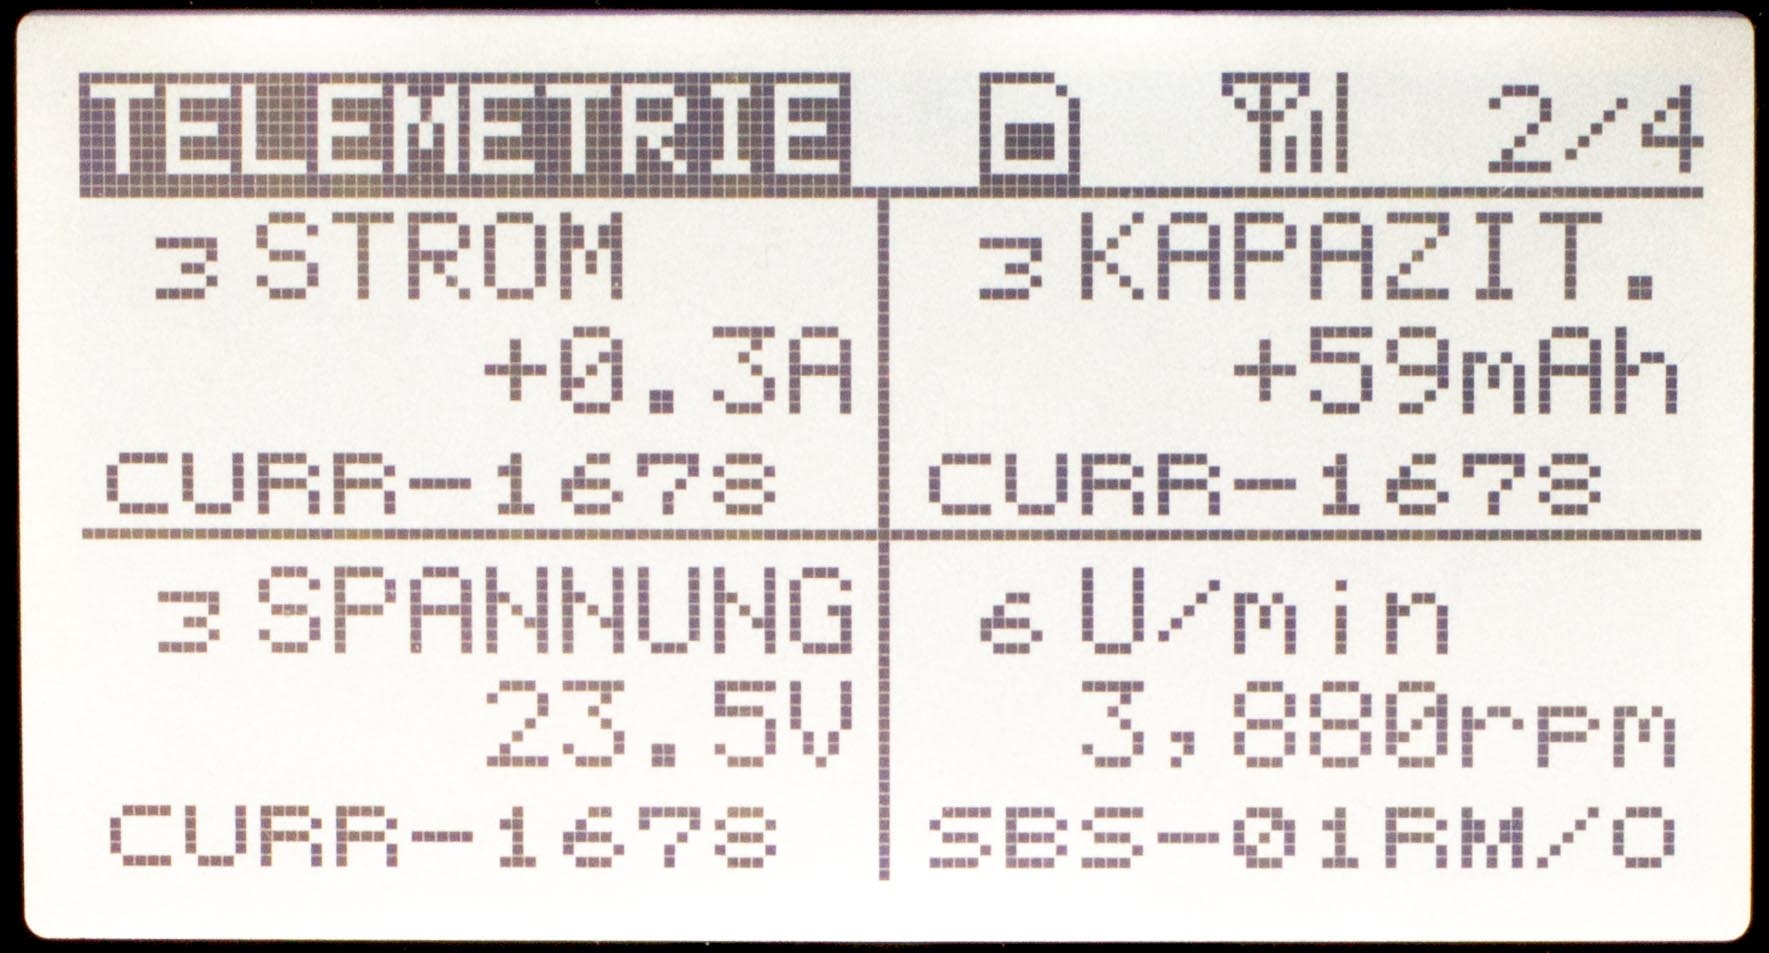 TELEMETRIE 2/4
3 STROM
+0.3A
CURR-1678
3 KAPAZIT.
+59mAh
CURR-1678
3 SPANNUNG
23.5V
CURR-1678
6 U/min
3,880rpm
SBS-01RM/O